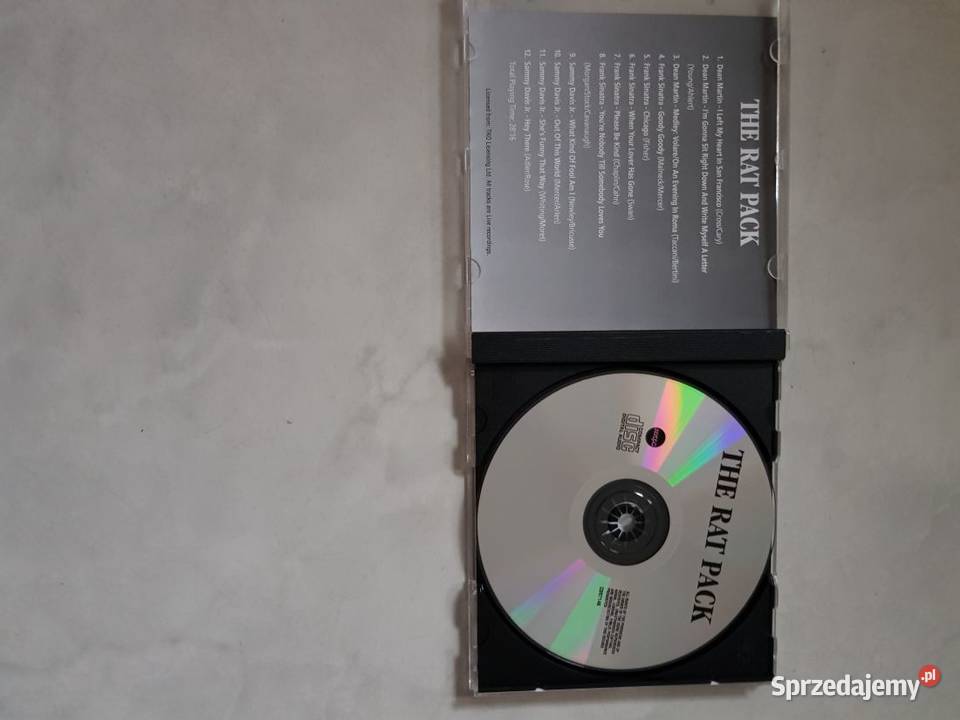 THE RAT PACK
1. Dean Martin - I Left My Heart In San Francisco (Cross/Cory)
2. Dean Martin - I'm Gonna Sit Right Down And Write Myself A Letter
(Young/Ahlert)
3. Dean Martin - Medley: Volare/On An Evening In Roma (Taccani/Bertini)
4. Frank Sinatra - Goody Goody (Malneck/Mercer)
5. Frank Sinatra - Chicago (Fisher)
6. Frank Sinatra - When Your Lover Has Gone (Swan)
7. Frank Sinatra - Please Be Kind (Chaplin/Cahn)
8. Frank Sinatra - You're Nobody Till Somebody Loves You
(Morgan/Stock/Cavanaugh)
9. Sammy Davis Jr. - What Kind Of Fool Am I (Newley/Bricusse)
10. Sammy Davis Jr. - Out Of This World (Mercer/Arlen)
11. Sammy Davis Jr. - She's Funny That Way (Whiting/Moret)
12. Sammy Davis Jr. - Hey There (Adler/Ross)
Total Playing Time: 28:16
Licensed from: TKO Licensing Ltd. All tracks are Live recordings.
THE RAT PACK
COMPACT
disc
DIGITAL AUDIO
Sprzedajemy.pl